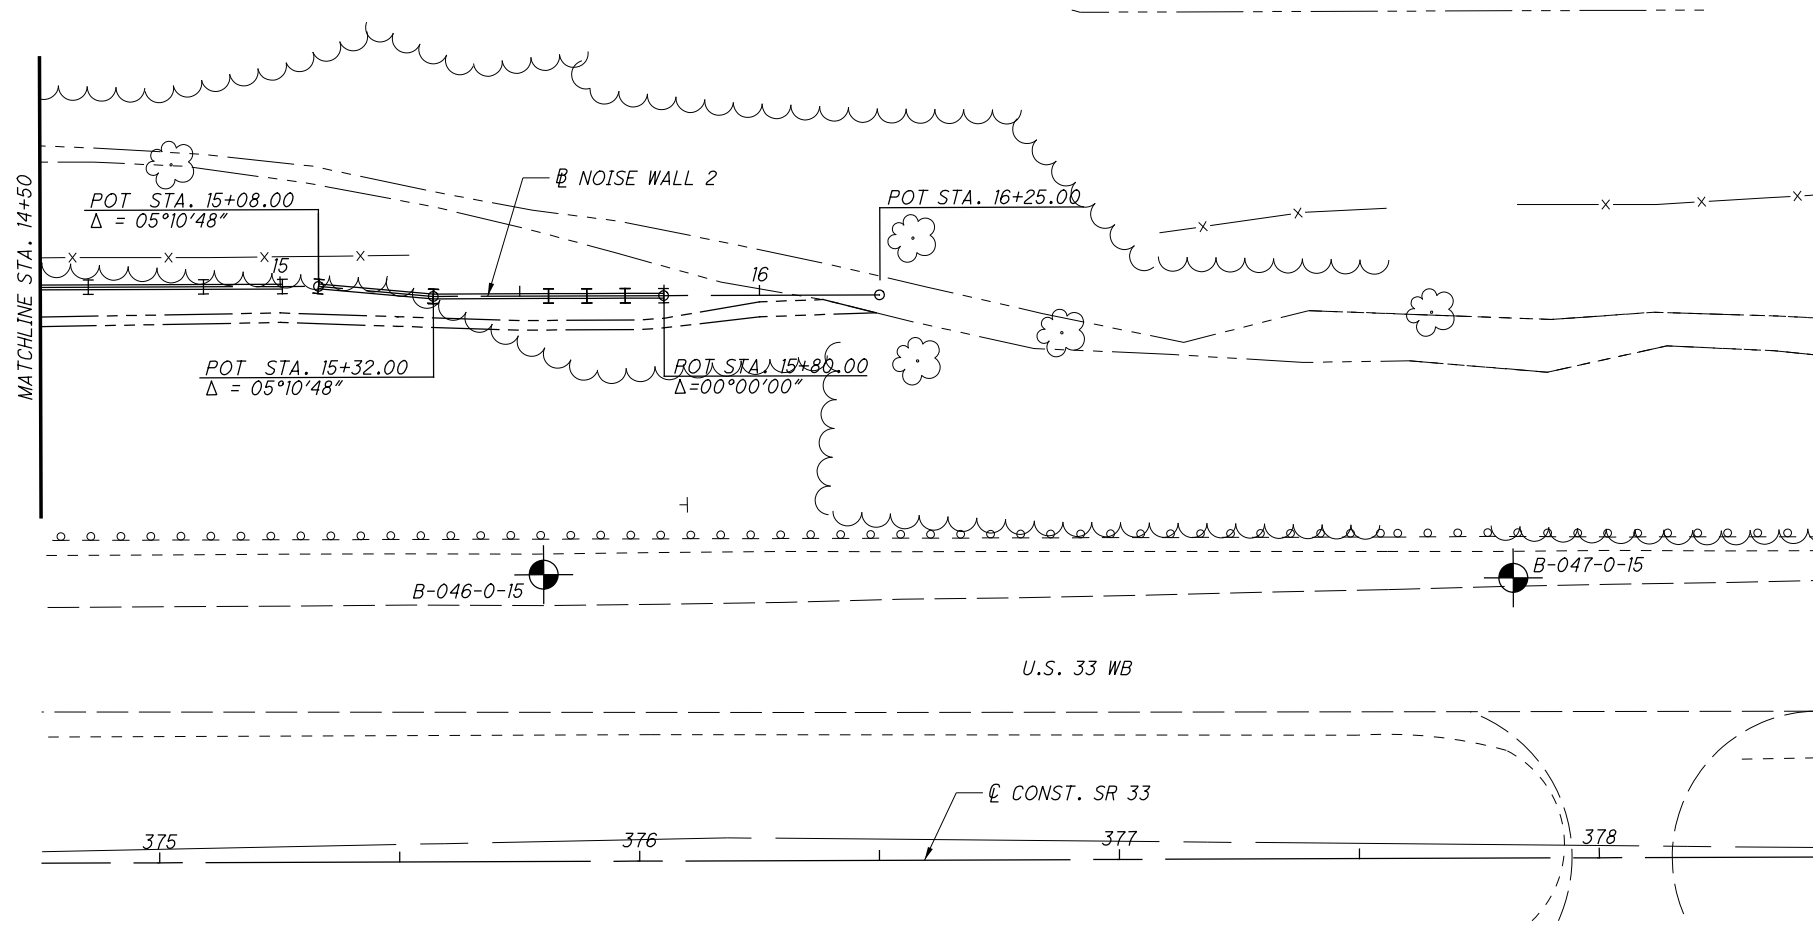 MATCHLINE STA. 14+50
POT STA. 15+08.00
Δ = 05°10'48"
15
℄ NOISE WALL 2
POT STA. 16+25.00
16
POT STA. 15+32.00
Δ = 05°10'48"
POT STA. 15+80.00
Δ=00°00'00"
B-046-0-15
B-047-0-15
U.S. 33 WB
℄ CONST. SR 33
375
376
377
378